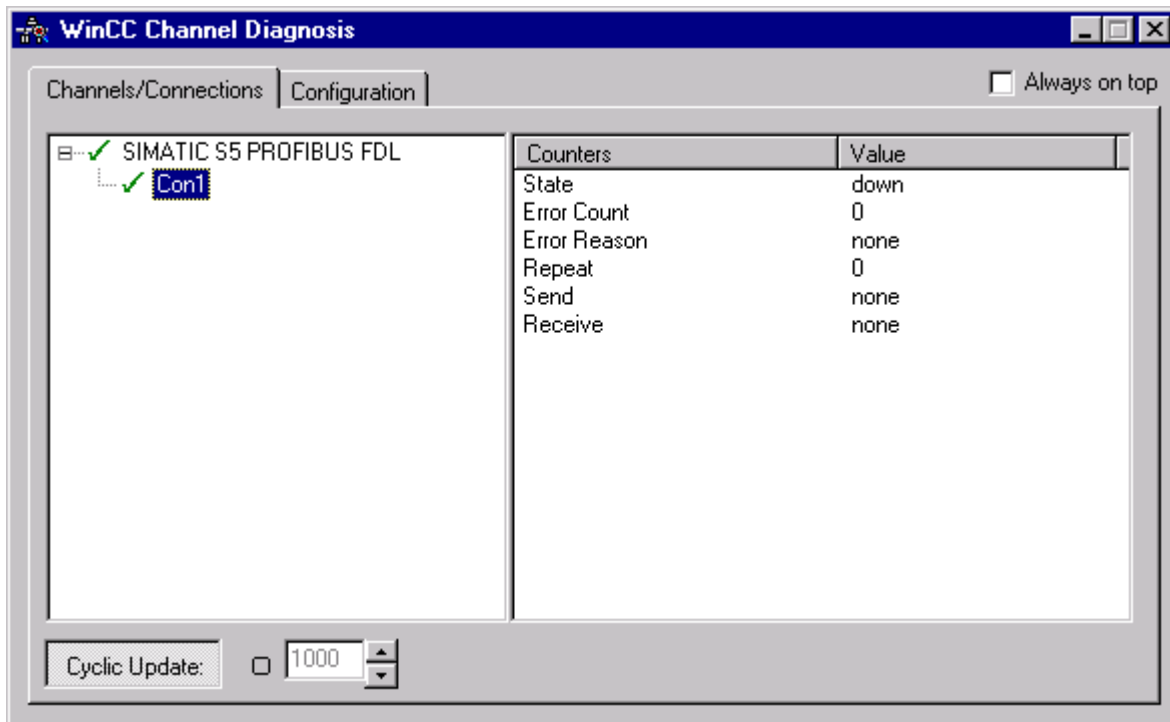 WinCC Channel Diagnosis
Channels/Connections Configuration Always on top
SIMATIC S5 PROFIBUS FDL
Con1
Counters Value
State down
Error Count 0
Error Reason none
Repeat 0
Send none
Receive none
Cyclic Update: 1000